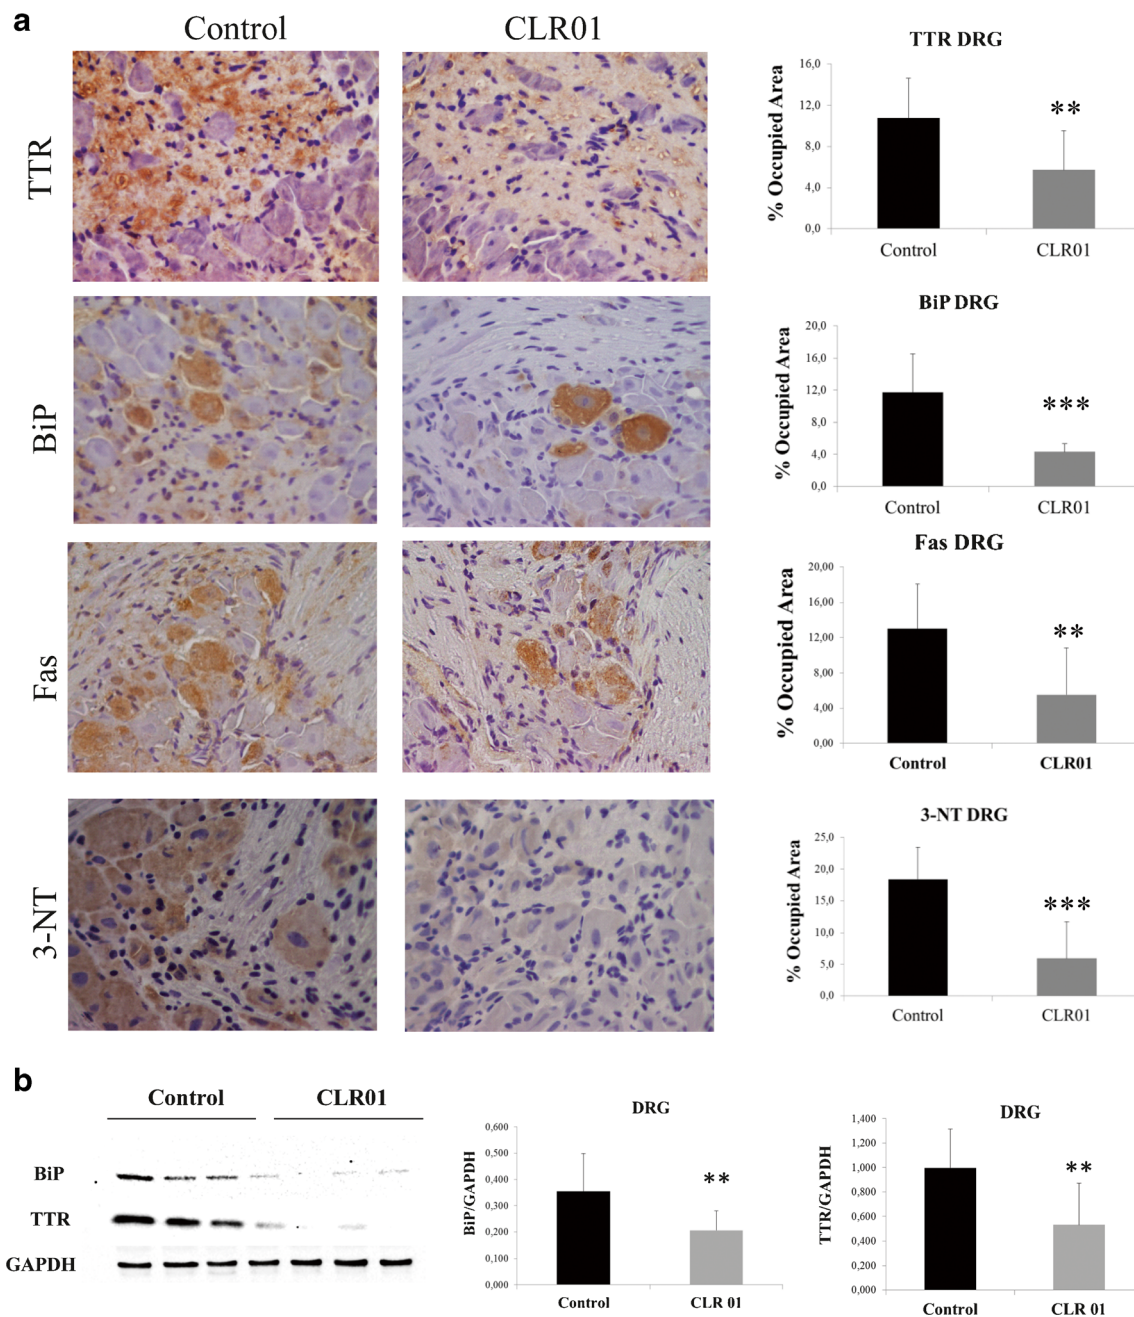 a
Control
CLR01
TTR
BiP
Fas
3-NT
TTR DRG
% Occupied Area
16,0
12,0
8,0
4,0
0,0
**
Control
CLR01
BiP DRG
% Occupied Area
20,0
16,0
12,0
8,0
4,0
0,0
***
Control
CLR01
Fas DRG
% Occupied Area
20,00
16,00
12,00
8,00
4,00
0,00
**
Control
CLR01
3-NT DRG
% Occupied Area
25,0
20,0
15,0
10,0
5,0
0,0
***
Control
CLR01
b
Control
CLR01
BiP
TTR
GAPDH
DRG
BiP/GAPDH
0,600
0,500
0,400
0,300
0,200
0,100
0,000
**
Control
CLR 01
DRG
TTR/GAPDH
1,400
1,200
1,000
0,800
0,600
0,400
0,200
0,000
**
Control
CLR 01